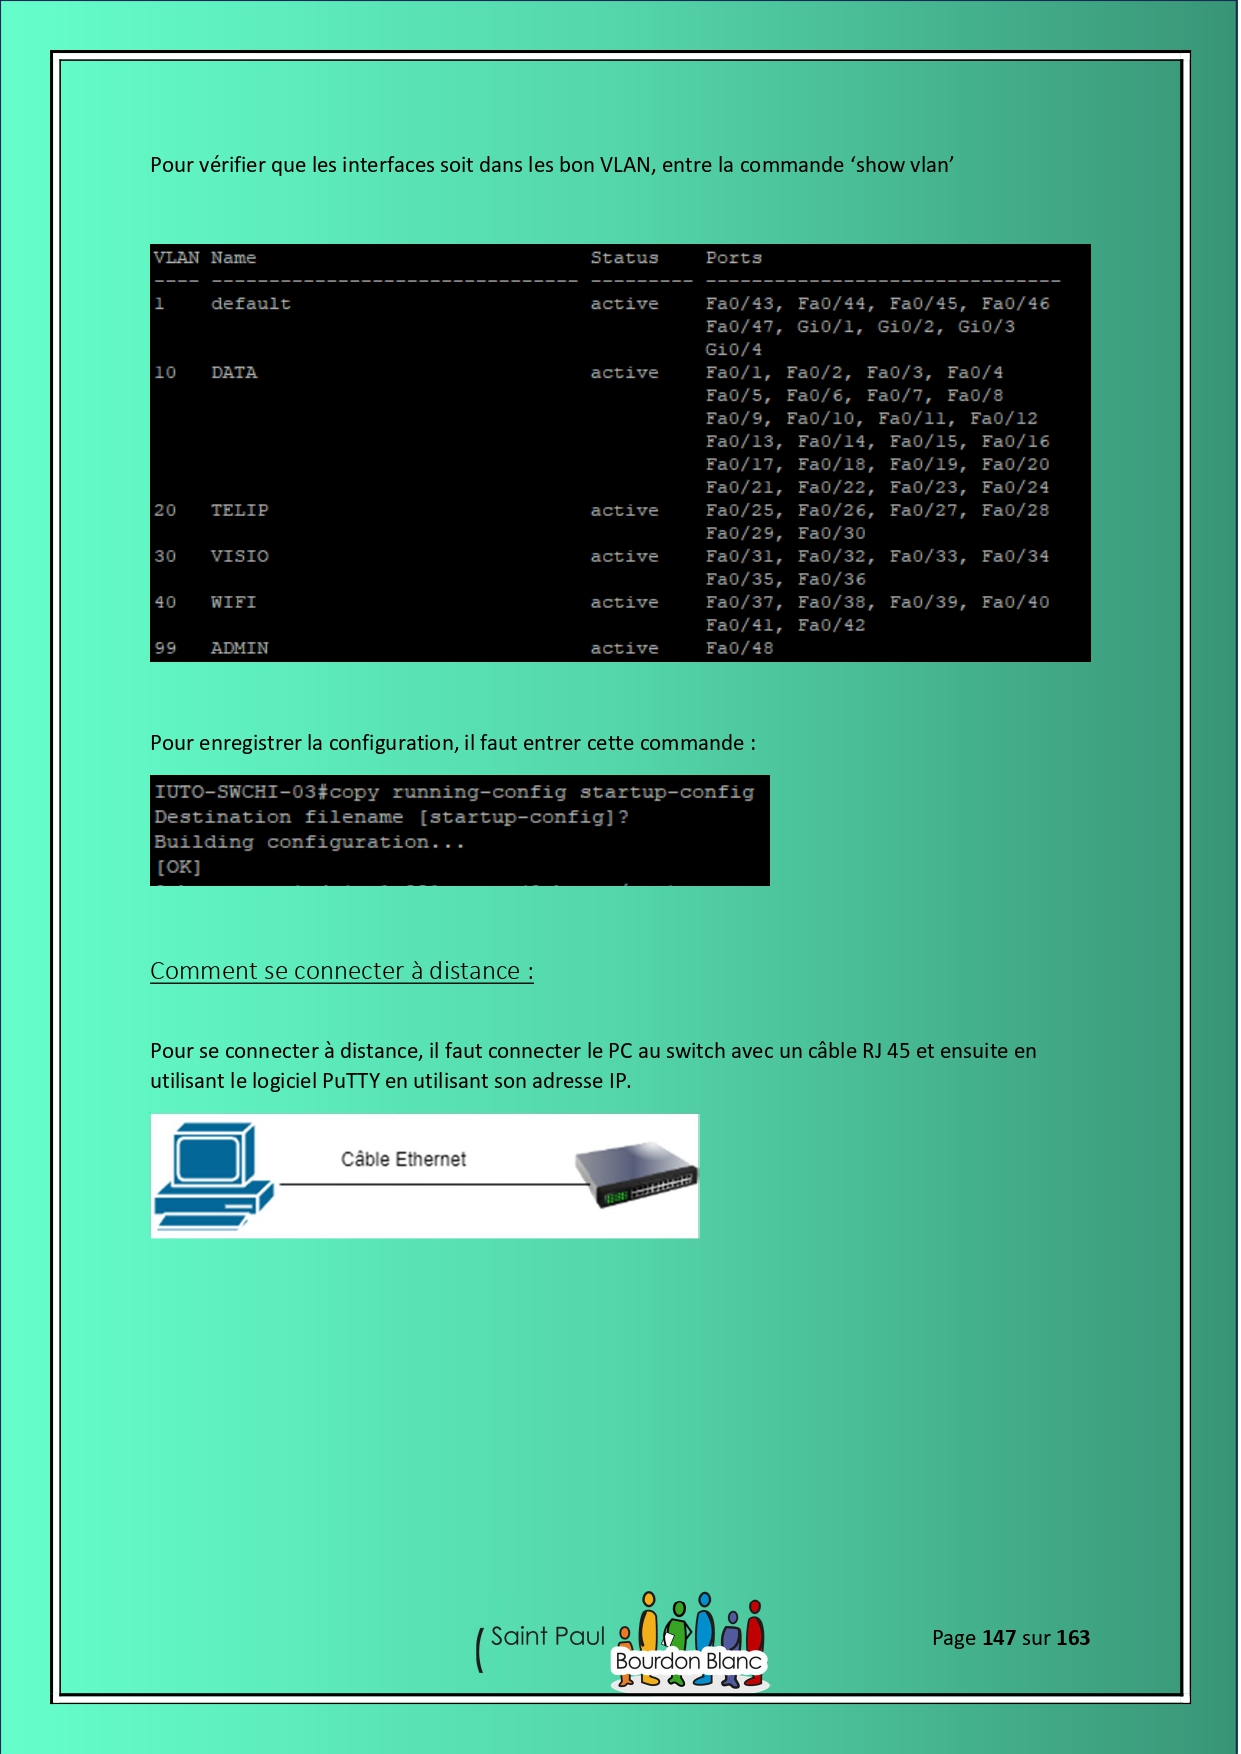 Pour vérifier que les interfaces soit dans les bon VLAN, entre la commande ‘show vlan’
VLAN Name Status Ports
---- -------------------------------- --------- -------------------------------
1 default active Fa0/43, Fa0/44, Fa0/45, Fa0/46
Fa0/47, Gi0/1, Gi0/2, Gi0/3
Gi0/4
10 DATA active Fa0/1, Fa0/2, Fa0/3, Fa0/4
Fa0/5, Fa0/6, Fa0/7, Fa0/8
Fa0/9, Fa0/10, Fa0/11, Fa0/12
Fa0/13, Fa0/14, Fa0/15, Fa0/16
Fa0/17, Fa0/18, Fa0/19, Fa0/20
Fa0/21, Fa0/22, Fa0/23, Fa0/24
20 TELIP active Fa0/25, Fa0/26, Fa0/27, Fa0/28
Fa0/29, Fa0/30
30 VISIO active Fa0/31, Fa0/32, Fa0/33, Fa0/34
Fa0/35, Fa0/36
40 WIFI active Fa0/37, Fa0/38, Fa0/39, Fa0/40
Fa0/41, Fa0/42
99 ADMIN active Fa0/48
Pour enregistrer la configuration, il faut entrer cette commande :
IUTO-SWCHI-03#copy running-config startup-config
Destination filename [startup-config]?
Building configuration...
[OK]
Comment se connecter à distance :
Pour se connecter à distance, il faut connecter le PC au switch avec un câble RJ 45 et ensuite en
utilisant le logiciel PuTTY en utilisant son adresse IP.
Câble Ethernet
Saint Paul
Bourdon Blanc
Page 147 sur 163